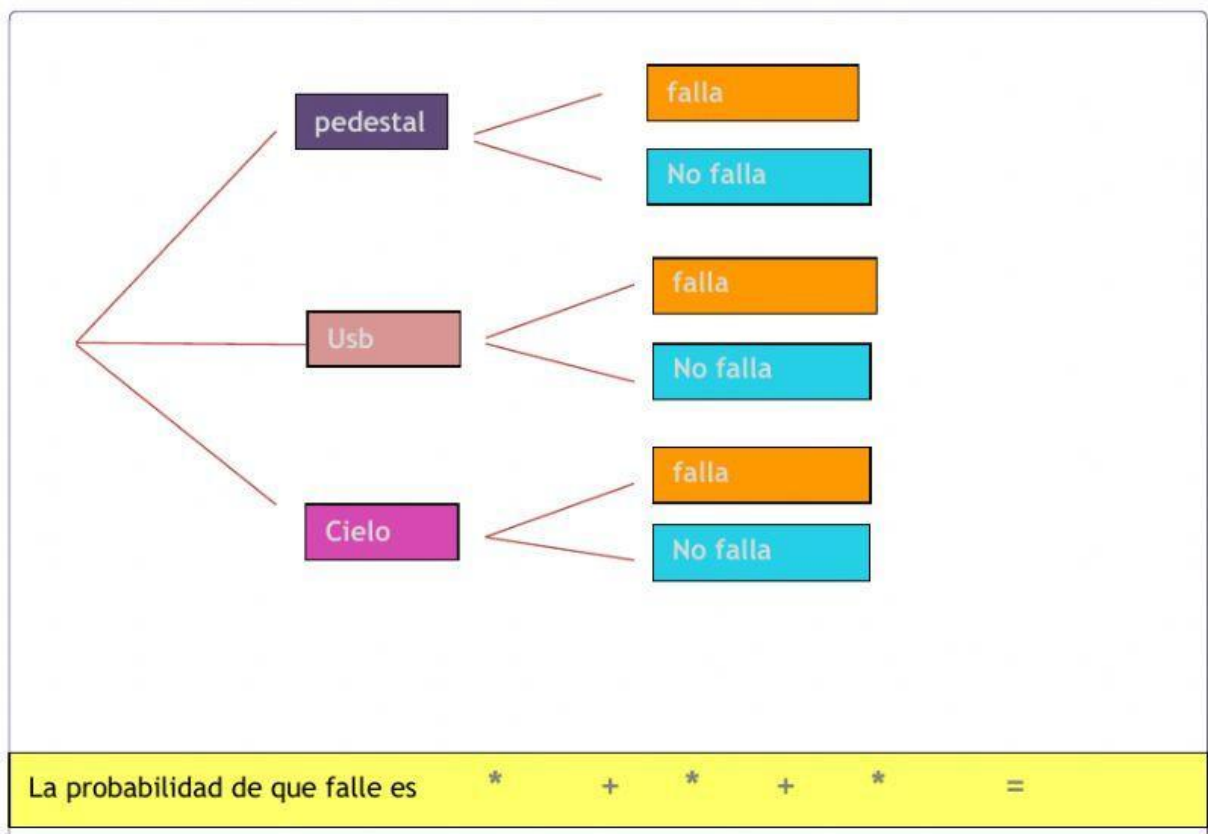 pedestal
falla
No falla
Usb
falla
No falla
Cielo
falla
No falla
La probabilidad de que falle es * + * + * =